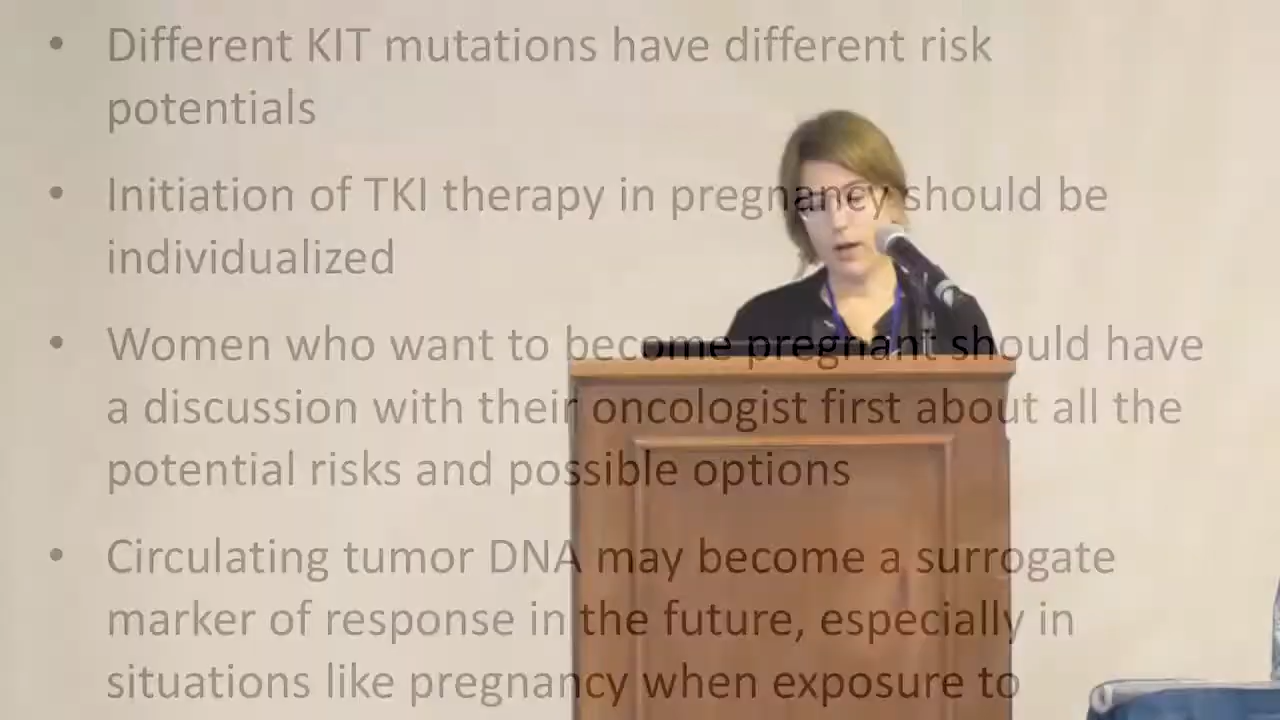 • Different KIT mutations have different risk
potentials
• Initiation of TKI therapy in pregnancy should be
individualized
• Women who want to become pregnant should have
a discussion with their oncologist first about all the
potential risks and possible options
• Circulating tumor DNA may become a surrogate
marker of response in the future, especially in
situations like pregnancy when exposure to